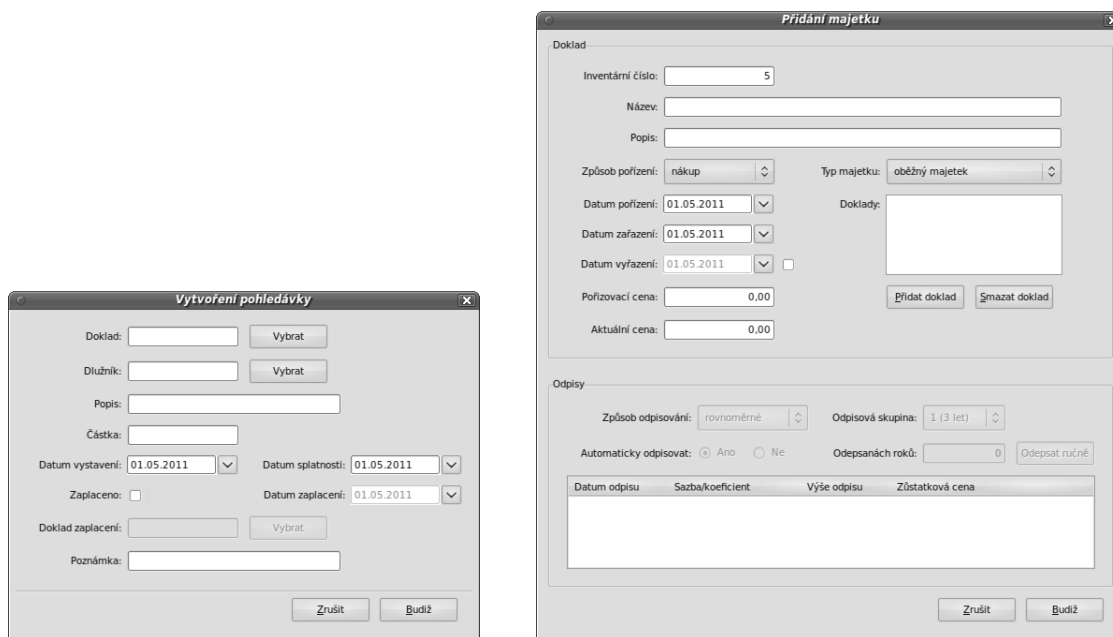 Vytvoření pohledávky
Doklad: Vybrat
Dlužník: Vybrat
Popis:
Částka:
Datum vystavení: 01.05.2011 Datum splatnosti: 01.05.2011
Zaplaceno: Datum zaplacení: 01.05.2011
Doklad zaplacení: Vybrat
Poznámka:
Zrušit Budiž
Přidání majetku
Doklad
Inventární číslo: 5
Název:
Popis:
Způsob pořízení: nákup Typ majetku: oběžný majetek
Datum pořízení: 01.05.2011 Doklady:
Datum zařazení: 01.05.2011
Datum vyřazení: 01.05.2011
Pořizovací cena: 0,00 Přidat doklad Smazat doklad
Aktuální cena: 0,00
Odpisy
Způsob odpisování: rovnoměrné Odpisová skupina: 1 (3 let)
Automaticky odpisovat: Ano Ne Odepsanách roků: 0 Odepsat ručně
Datum odpisu Sazba/koeficient Výše odpisu Zůstatková cena
Zrušit Budiž